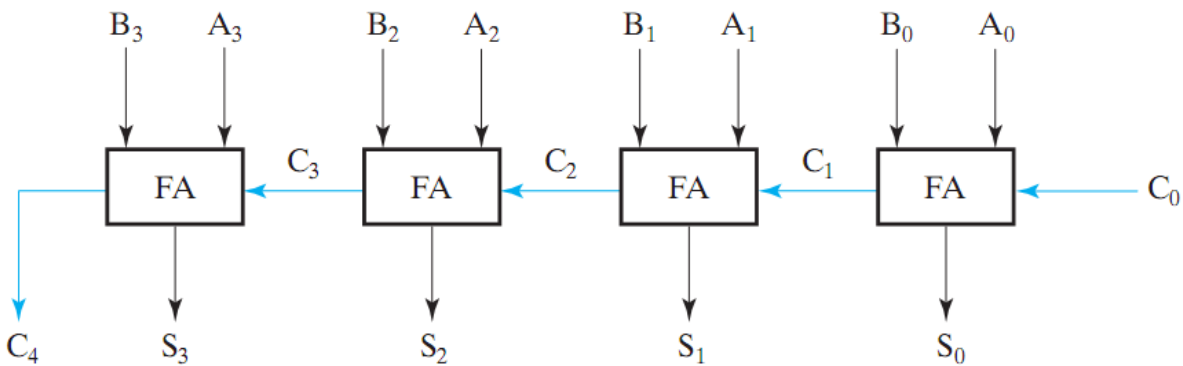 B₃ A₃ B₂ A₂ B₁ A₁ B₀ A₀
C₃ C₂ C₁
FA FA FA FA C₀
C₄ S₃ S₂ S₁ S₀